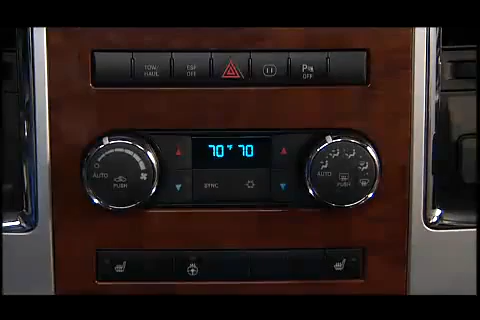 TOW/ ESP P
HAUL OFF OFF
70°F 70
AUTO AUTO
PUSH SYNC PUSH